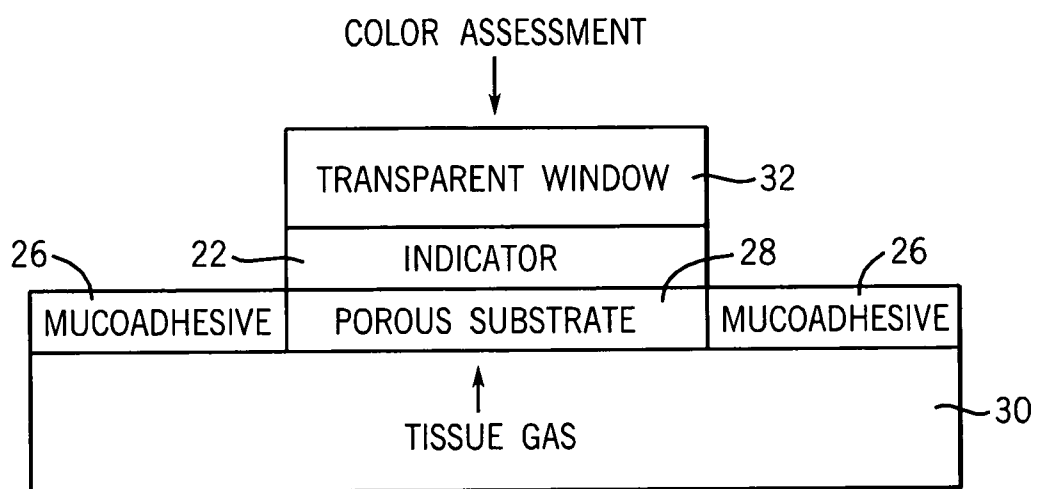 COLOR ASSESSMENT
TRANSPARENT WINDOW
32
26
22
INDICATOR
28
26
MUCOADHESIVE
POROUS SUBSTRATE
MUCOADHESIVE
30
TISSUE GAS